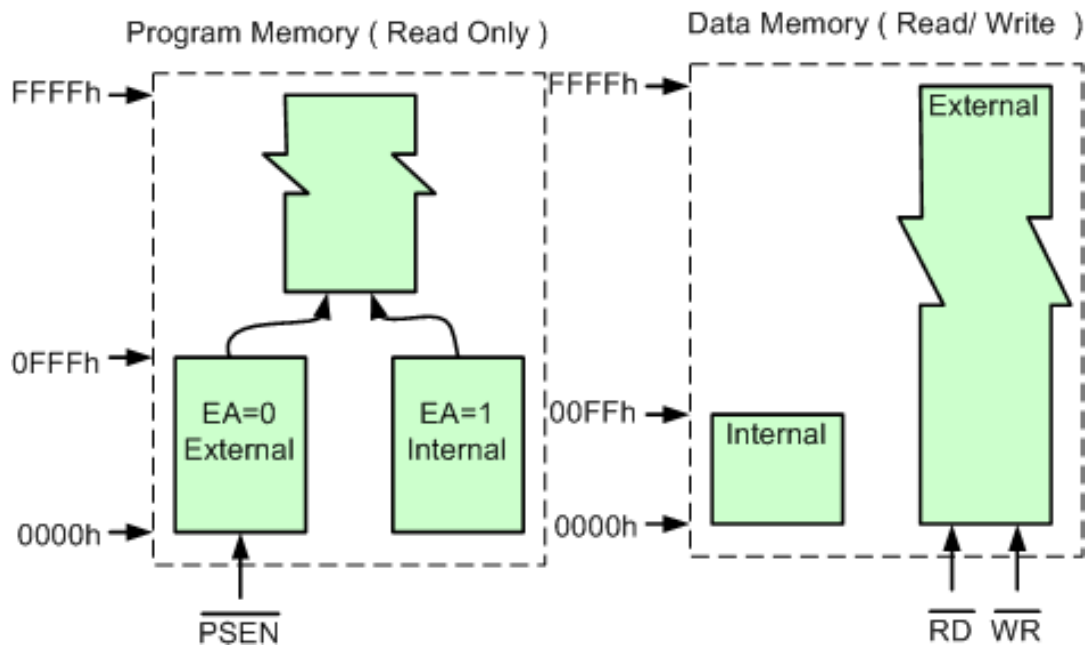 Program Memory ( Read Only )
FFFFh
0FFFh
EA=0
External
EA=1
Internal
0000h
PSEN
Data Memory ( Read/ Write )
FFFFh
External
00FFh
Internal
0000h
RD WR